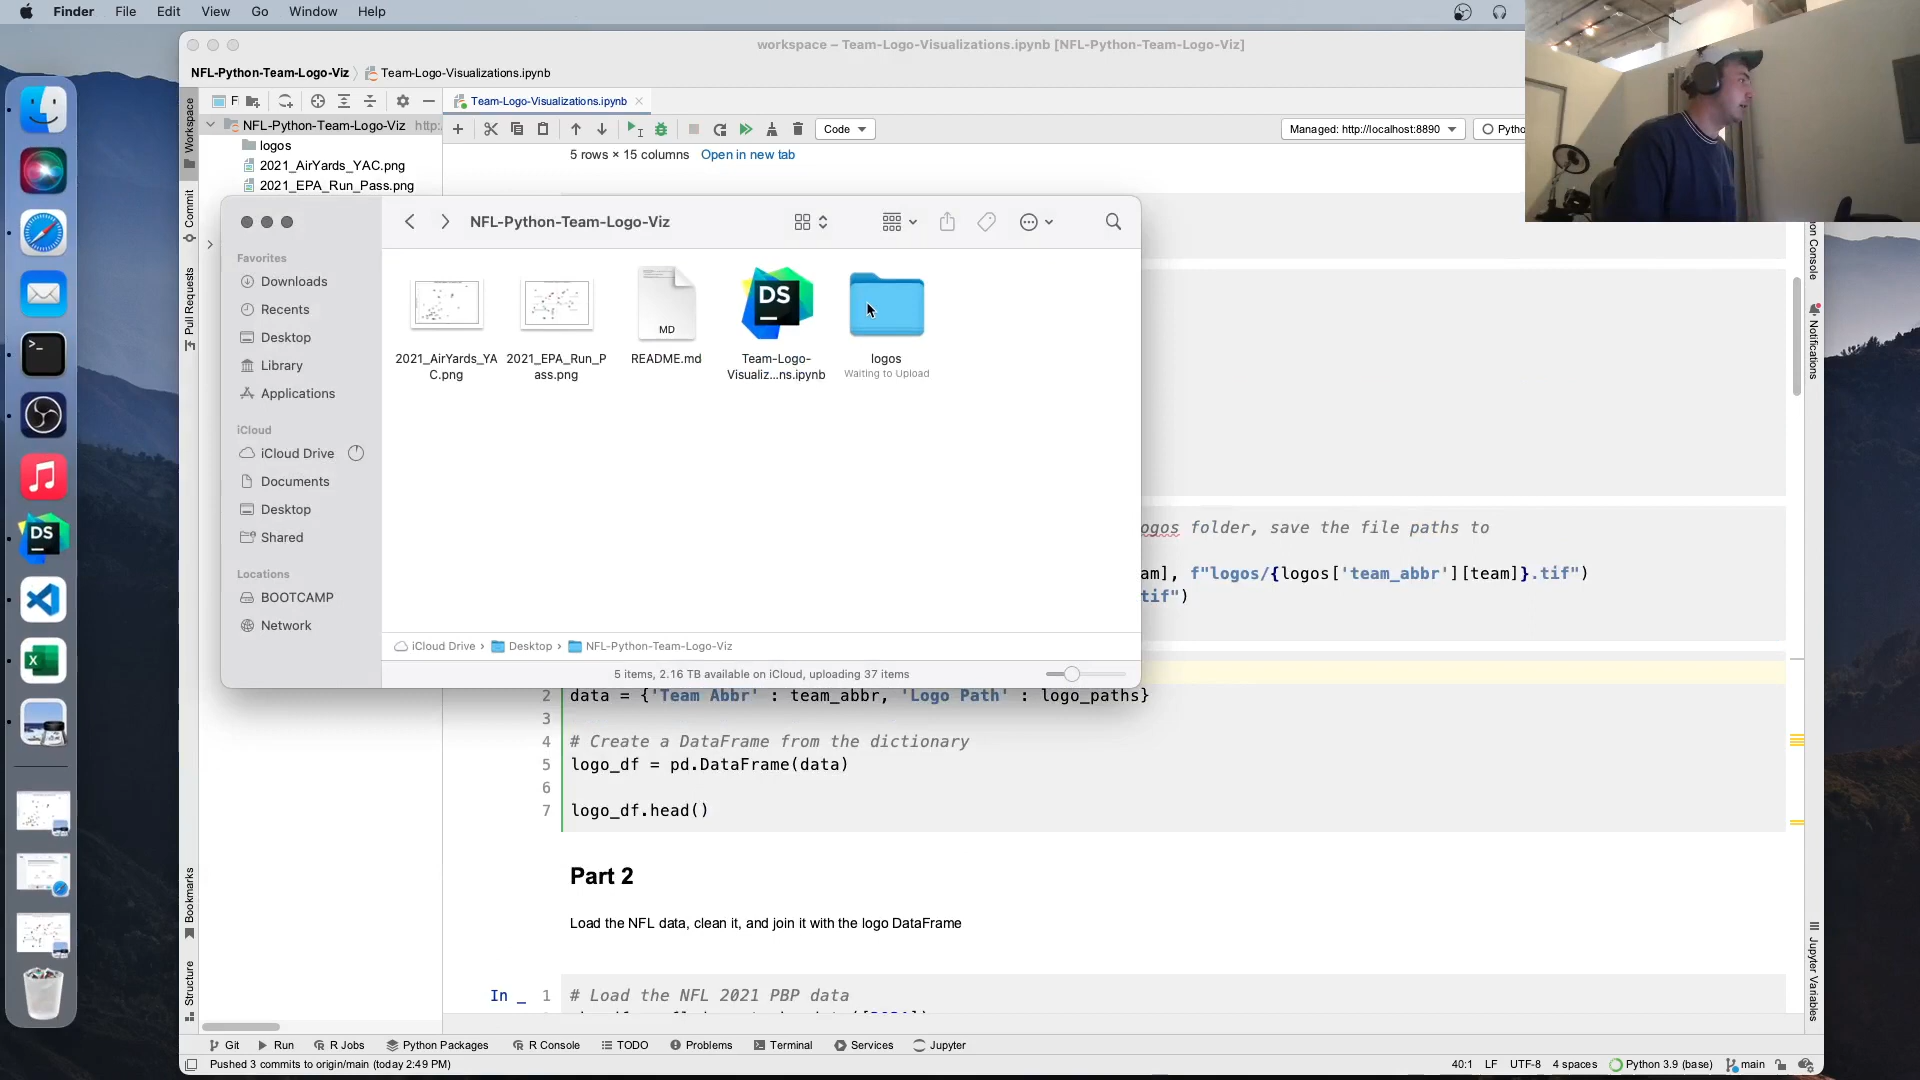 Finder File Edit View Go Window Help
workspace – Team-Logo-Visualizations.ipynb [NFL-Python-Team-Logo-Viz]
NFL-Python-Team-Logo-Viz Team-Logo-Visualizations.ipynb
Workspace
F
Team-Logo-Visualizations.ipynb
NFL-Python-Team-Logo-Viz http:
Code
Managed: http://localhost:8890
Pytho
logos
2021_AirYards_YAC.png
2021_EPA_Run_Pass.png
5 rows × 15 columns Open in new tab
Commit
Pull Requests
NFL-Python-Team-Logo-Viz
Favorites
Downloads
Recents
Desktop
Library
Applications
iCloud
iCloud Drive
Documents
Desktop
Shared
Locations
BOOTCAMP
Network
MD
DS
2021_AirYards_YA
C.png
2021_EPA_Run_P
ass.png
README.md
Team-Logo-
Visualiz...ns.ipynb
logos
Waiting to Upload
iCloud Drive › Desktop › NFL-Python-Team-Logo-Viz
5 items, 2.16 TB available on iCloud, uploading 37 items
on Console
Notifications
ogos folder, save the file paths to
am], f"logos/{logos['team_abbr'][team]}.tif")
tif")
2 data = {'Team Abbr' : team_abbr, 'Logo Path' : logo_paths}
3
4 # Create a DataFrame from the dictionary
5 logo_df = pd.DataFrame(data)
6
7 logo_df.head()
Part 2
Load the NFL data, clean it, and join it with the logo DataFrame
In _ 1 # Load the NFL 2021 PBP data
Bookmarks
Structure
Jupyter Variables
DS
Git Run R Jobs Python Packages R Console TODO Problems Terminal Services Jupyter
Pushed 3 commits to origin/main (today 2:49 PM)
40:1 LF UTF-8 4 spaces Python 3.9 (base) main